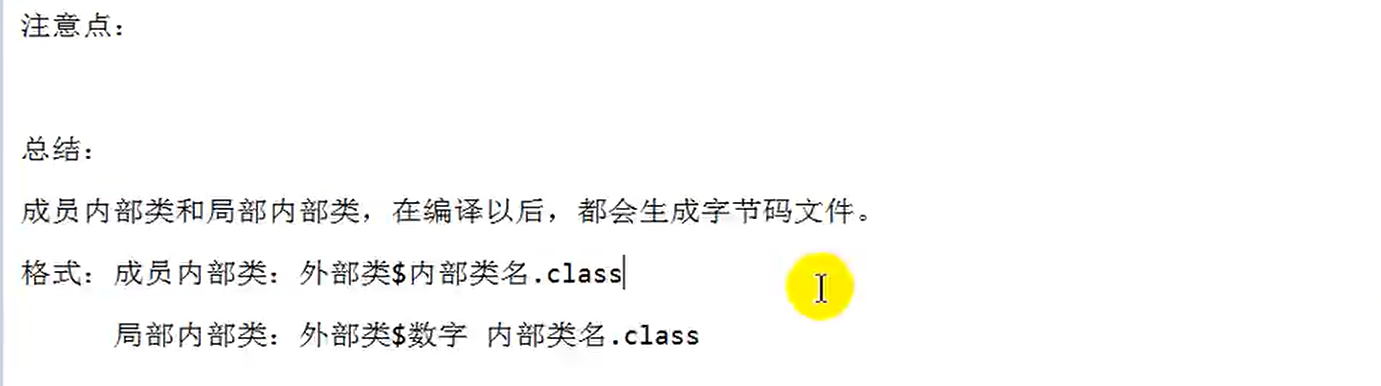 注意点：
总结：
成员内部类和局部内部类，在编译以后，都会生成字节码文件。
格式：成员内部类：外部类$内部类名.class
局部内部类：外部类$数字 内部类名.class